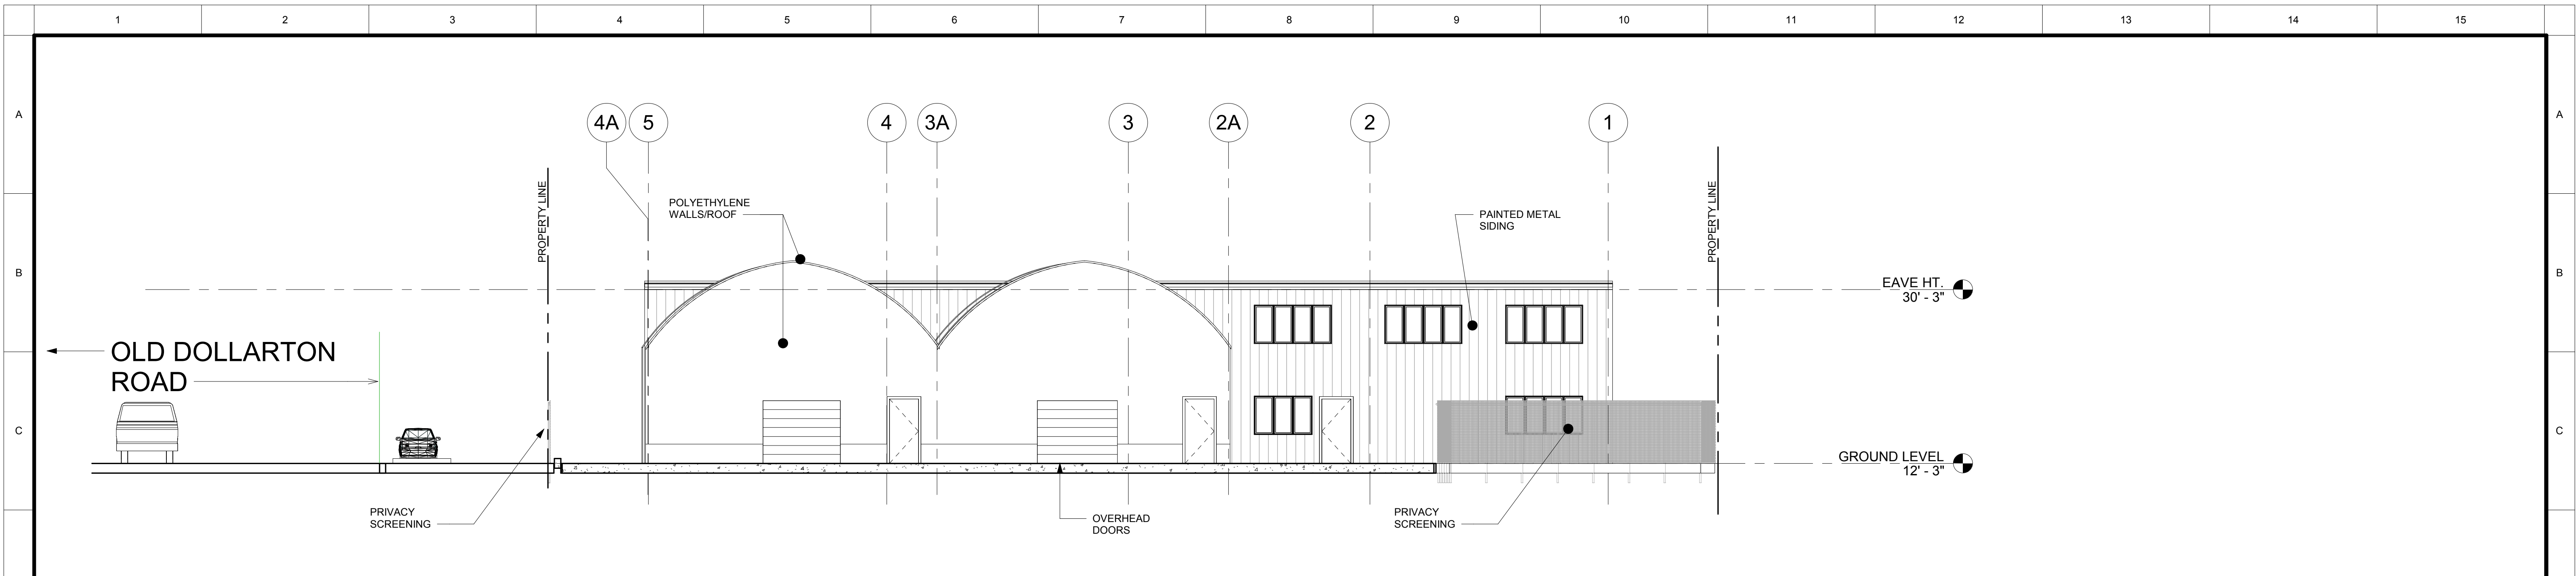 1 2 3 4 5 6 7 8 9 10 11 12 13 14 15
A A
4A 5 4 3A 3 2A 2 1
PROPERTY LINE
PROPERTY LINE
POLYETHYLENE
WALLS/ROOF
PAINTED METAL
SIDING
B B
EAVE HT.
30' - 3"
OLD DOLLARTON
ROAD
C C
GROUND LEVEL
12' - 3"
PRIVACY
SCREENING
OVERHEAD
DOORS
PRIVACY
SCREENING